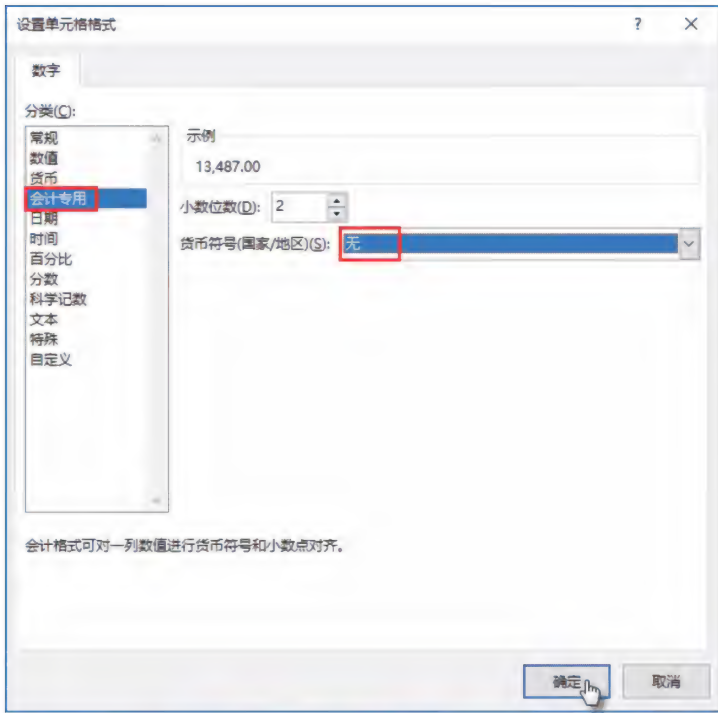 设置单元格格式
?
×
数字
分类(C):
常规
数值
货币
会计专用
日期
时间
百分比
分数
科学记数
文本
特殊
自定义
示例
13,487.00
小数位数(D): 2
货币符号(国家/地区)(S): 无
会计格式可对一列数值进行货币符号和小数点对齐。
确定
取消